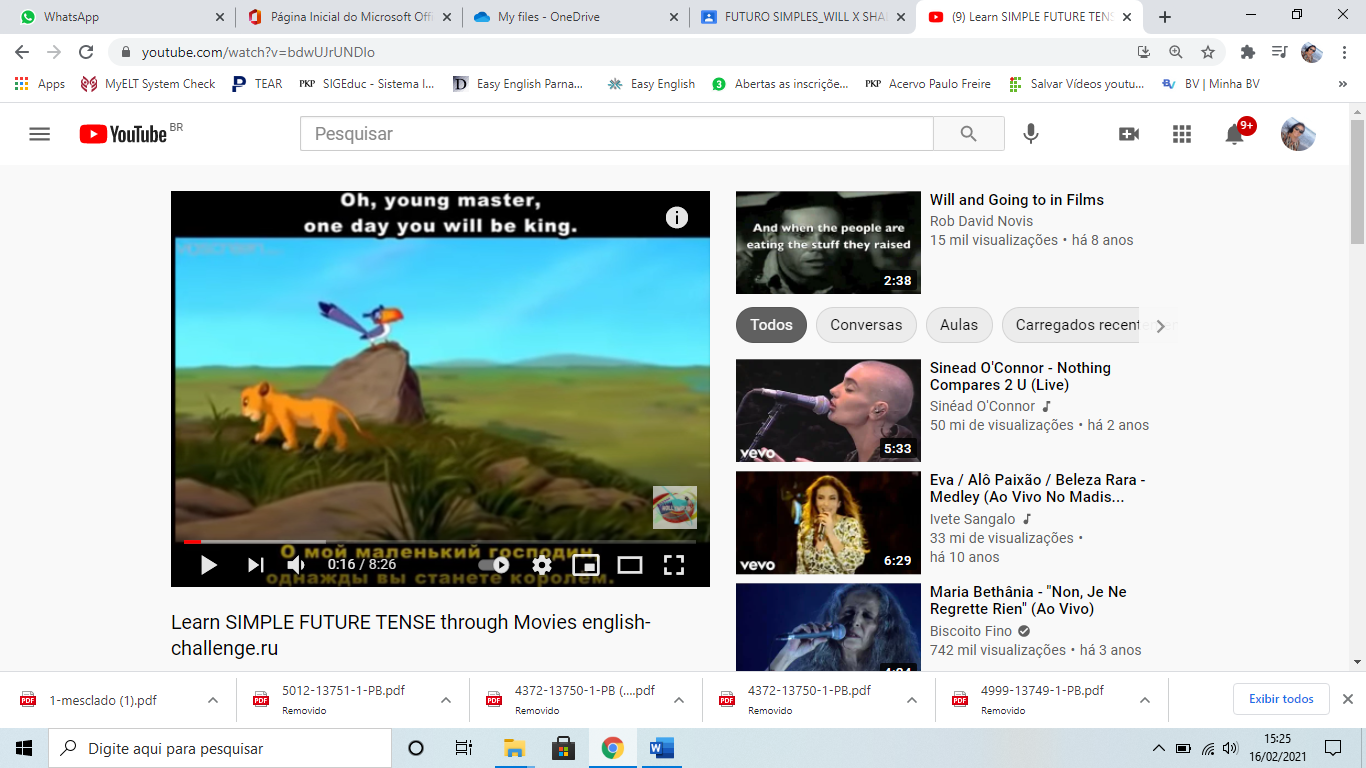 WhatsApp
Página Inicial do Microsoft Offi
My files - OneDrive
FUTURO SIMPLES_WILL X SHA
(9) Learn SIMPLE FUTURE TENS
youtube.com/watch?v=bdwUJrUNDIo
Apps
MyELT System Check
TEAR
PKP SIGEduc - Sistema I...
Easy English Parna...
Easy English
3 Abertas as inscriçõe...
PKP Acervo Paulo Freire
Salvar Vídeos youtu...
BV | Minha BV
»
YouTube BR
Pesquisar
9+
Oh, young master,
one day you will be king.
О мой маленький господин
однажды вы станете королем.
0:16 / 8:26
Learn SIMPLE FUTURE TENSE through Movies english-
challenge.ru
And when the people are
eating the stuff they raised
2:38
Will and Going to in Films
Rob David Novis
15 mil visualizações • há 8 anos
Todos
Conversas
Aulas
Carregados recent
vevo
5:33
Sinead O'Connor - Nothing
Compares 2 U (Live)
Sinéad O'Connor
50 mi de visualizações • há 2 anos
vevo
6:29
Eva / Alô Paixão / Beleza Rara -
Medley (Ao Vivo No Madis...
Ivete Sangalo
33 mi de visualizações •
há 10 anos
Maria Bethânia - "Non, Je Ne
Regrette Rien" (Ao Vivo)
Biscoito Fino
742 mil visualizações • há 3 anos
PDF 1-mesclado (1).pdf
PDF 5012-13751-1-PB.pdf
Removido
PDF 4372-13750-1-PB (....pdf
Removido
PDF 4372-13750-1-PB.pdf
Removido
PDF 4999-13749-1-PB.pdf
Removido
Exibir todos
Digite aqui para pesquisar
15:25
16/02/2021